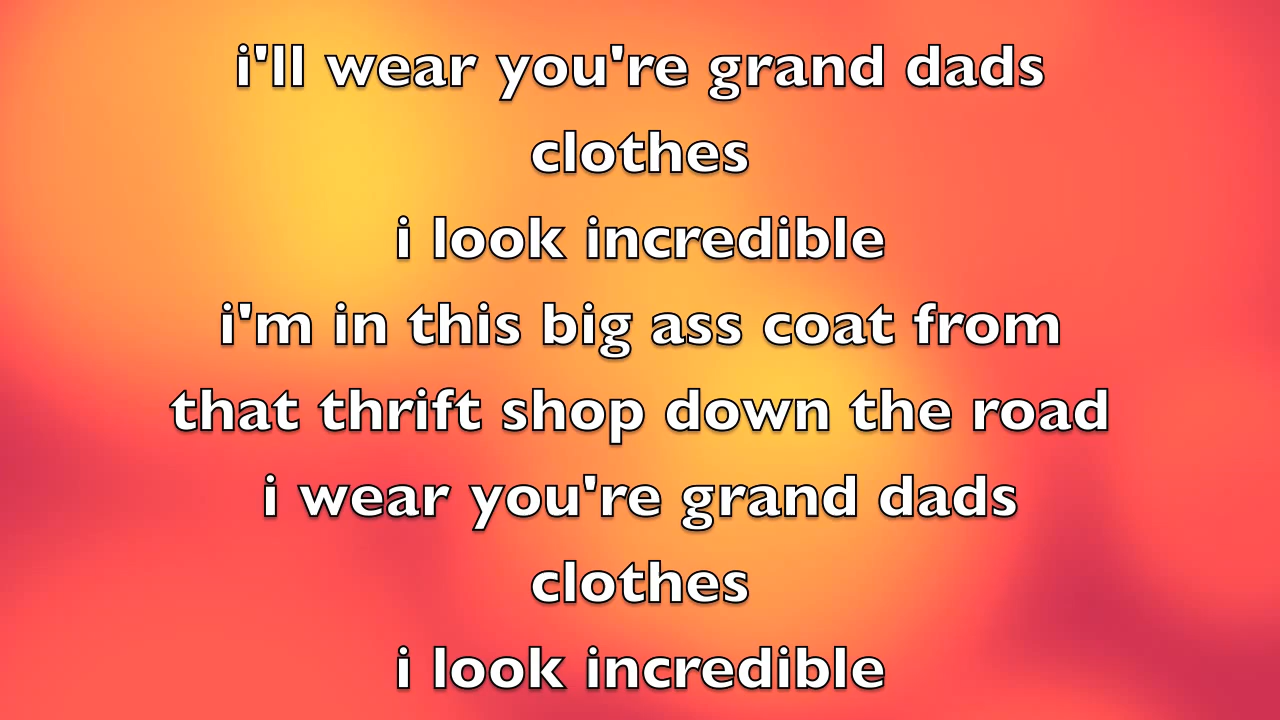 i'll wear you're grand dads
clothes
i look incredible
i'm in this big ass coat from
that thrift shop down the road
i wear you're grand dads
clothes
i look incredible